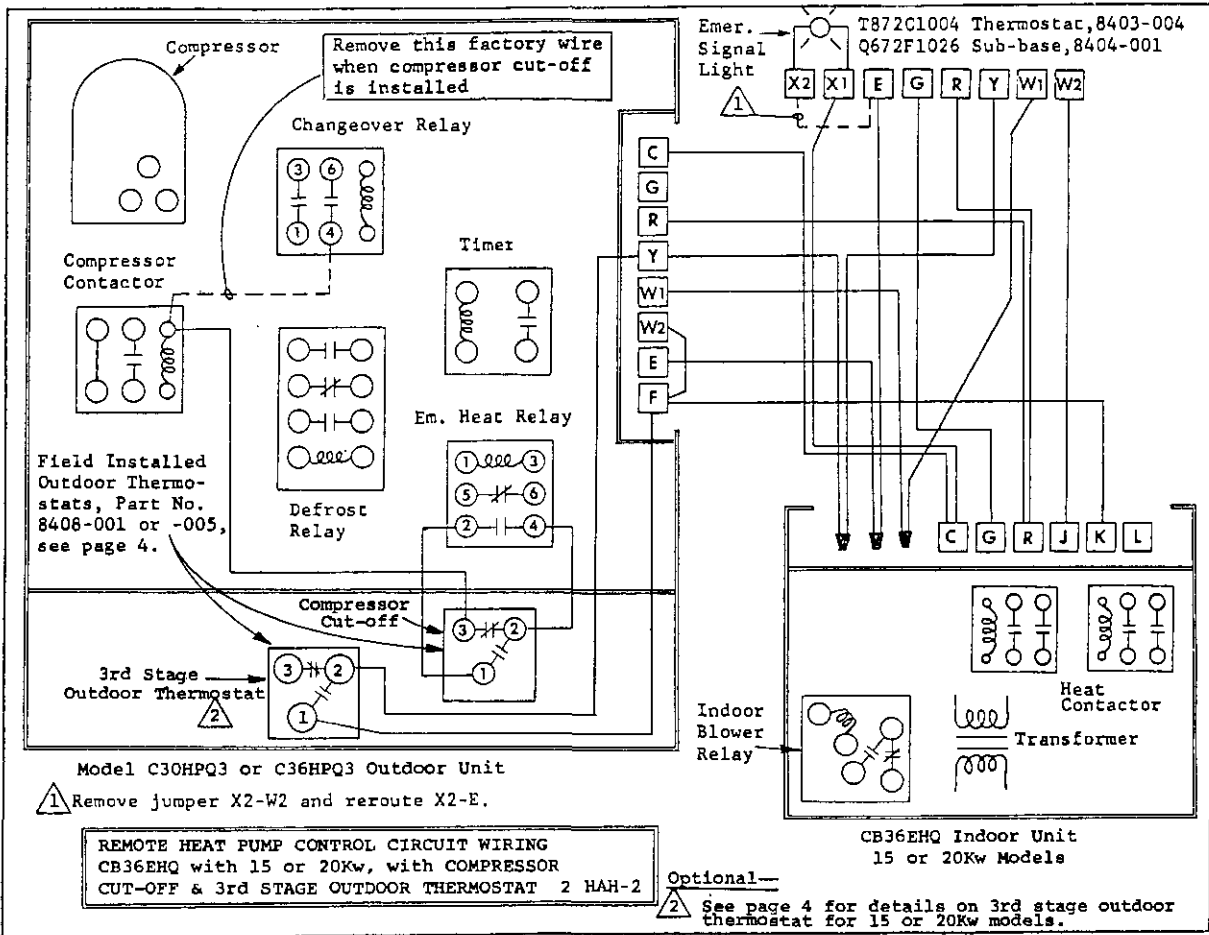 Compressor
Remove this factory wire
when compressor cut-off
is installed
Emer.
Signal
Light
T872C1004 Thermostat,8403-004
Q672F1026 Sub-base,8404-001
X2 X1 E G R Y W1 W2
1
Changeover Relay
3 6
1 4
C
G
R
Y
W1
W2
E
F
Timer
Compressor
Contactor
Em. Heat Relay
1 3
5 6
2 4
Defrost
Relay
Field Installed
Outdoor Thermo-
stats, Part No.
8408-001 or -005,
see page 4.
C G R J K L
Compressor
Cut-off
3 2
1
3rd Stage
Outdoor Thermostat
2
3 2
1
Heat
Contactor
Indoor
Blower
Relay
Transformer
Model C30HPQ3 or C36HPQ3 Outdoor Unit
1 Remove jumper X2-W2 and reroute X2-E.
CB36EHQ Indoor Unit
15 or 20Kw Models
REMOTE HEAT PUMP CONTROL CIRCUIT WIRING
CB36EHQ with 15 or 20Kw, with COMPRESSOR
CUT-OFF & 3rd STAGE OUTDOOR THERMOSTAT 2 HAH-2
Optional—
2 See page 4 for details on 3rd stage outdoor
thermostat for 15 or 20Kw models.